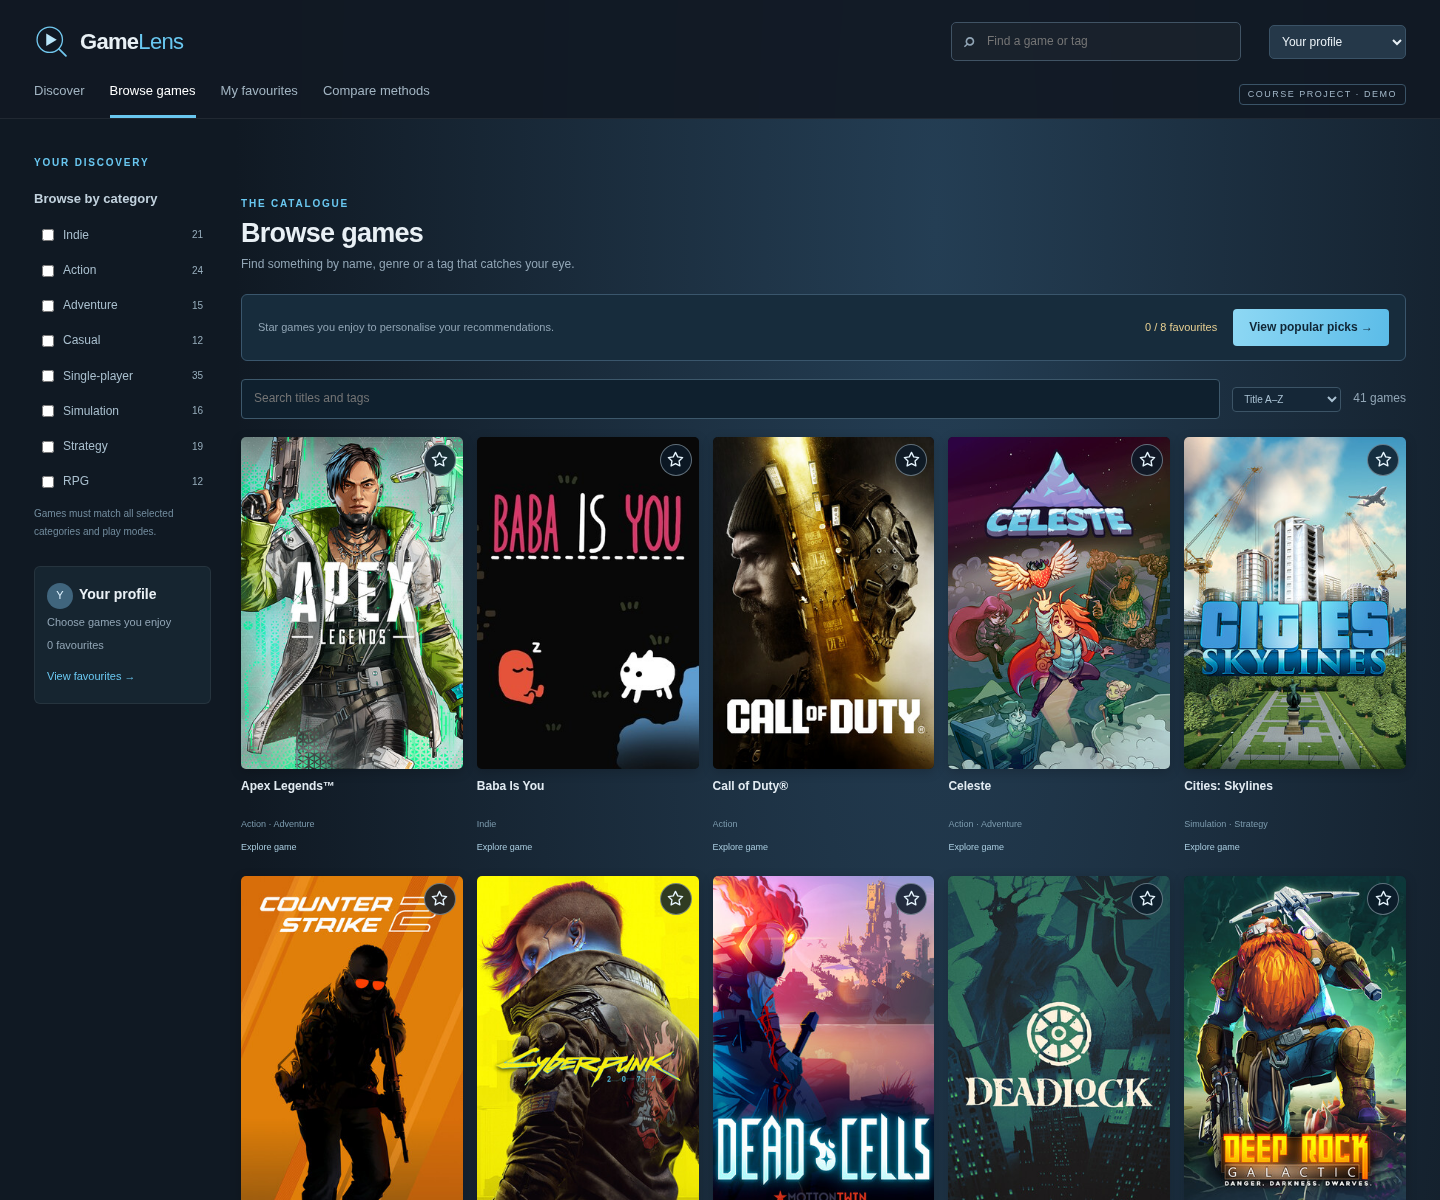 GameLens
Find a game or tag
Your profile
Discover
Browse games
My favourites
Compare methods
COURSE PROJECT · DEMO
YOUR DISCOVERY
Browse by category
Indie 21
Action 24
Adventure 15
Casual 12
Single-player 35
Simulation 16
Strategy 19
RPG 12
Games must match all selected
categories and play modes.
Y Your profile
Choose games you enjoy
0 favourites
View favourites →
THE CATALOGUE
Browse games
Find something by name, genre or a tag that catches your eye.
Star games you enjoy to personalise your recommendations.
0 / 8 favourites
View popular picks →
Search titles and tags
Title A–Z
41 games
APEX
LEGENDS
BABA IS YOU
z
CALL OF DUTY®
CELESTE
CITIES
SKYLINES
Apex Legends™
Baba Is You
Call of Duty®
Celeste
Cities: Skylines
Action · Adventure
Indie
Action
Action · Adventure
Simulation · Strategy
Explore game
Explore game
Explore game
Explore game
Explore game
COUNTER
STRIKE 2
Cyberpunk
2077
DEAD CELLS
MOTIONTWIN
DEADLOCK
DEEP ROCK
GALACTIC
DANGER. DARKNESS. DWARVES.